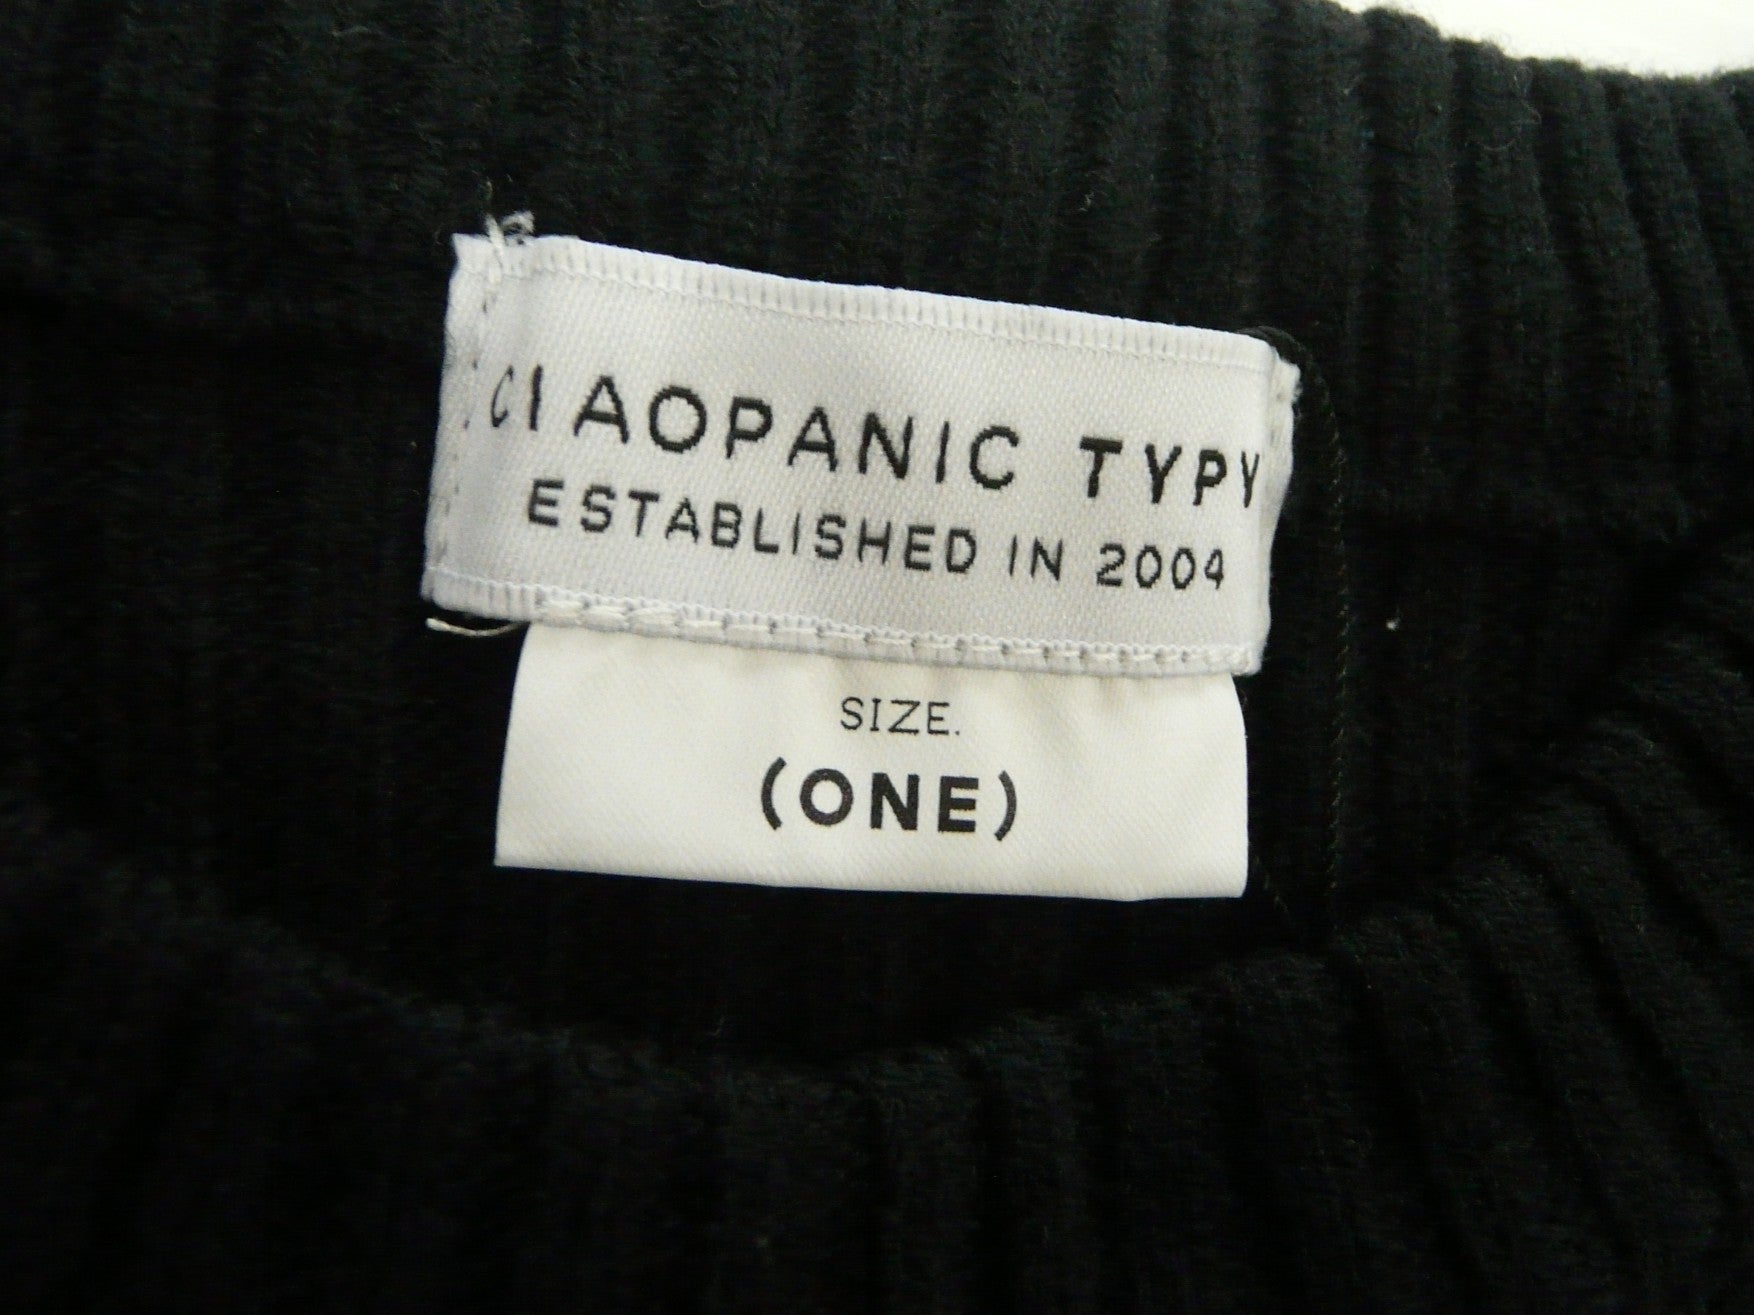 CIAOPANIC TYPY
ESTABLISHED IN 2004
SIZE.
(ONE)